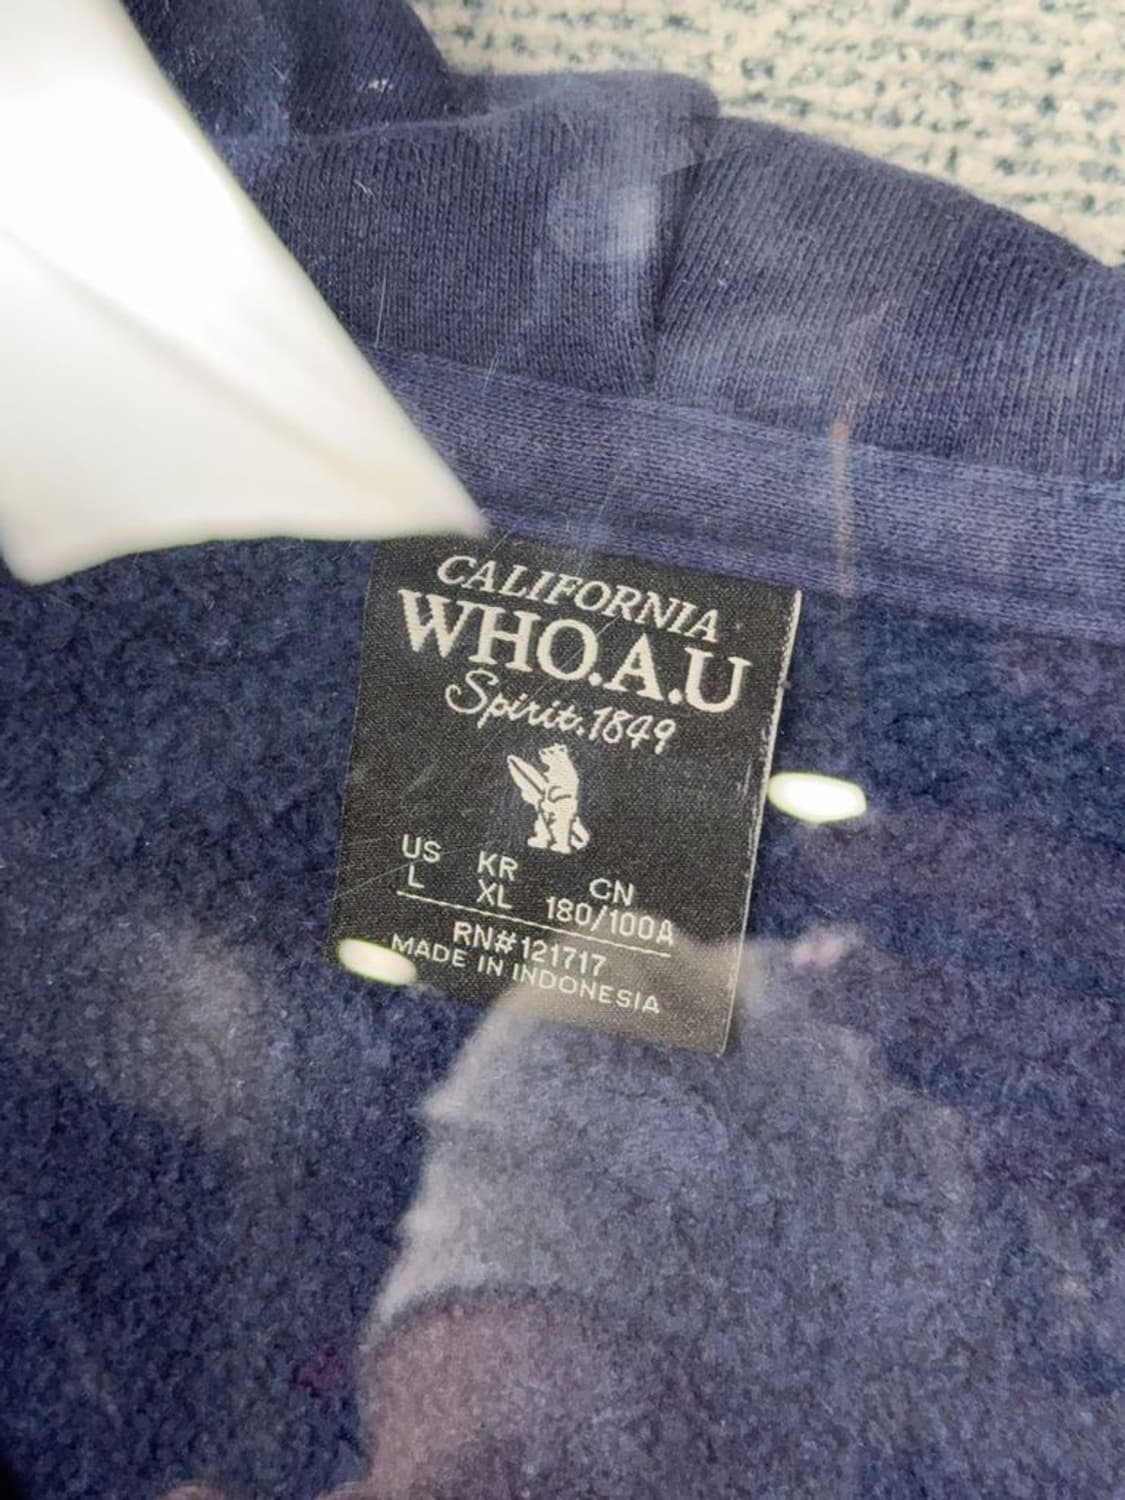 CALIFORNIA
WHO.A.U
Spirit.1849
US KR CN
L XL 180/100A
RN#121717
MADE IN INDONESIA